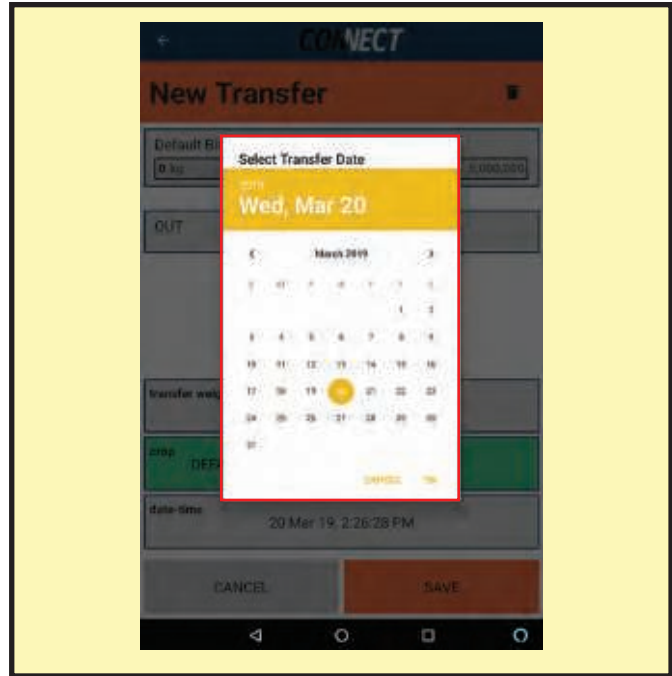 CONNECT
New Transfer
Default
0 kg
5,000,000
Select Transfer Date
2019
Wed, Mar 20
OUT
March 2019
1 2
3 4 5 6 7 8 9
10 11 12 13 14 15 16
17 18 19 20 21 22 23
24 25 26 27 28 29 30
31
transfer
crop
CANCEL OK
date-time
20 Mar 19, 2:26:28 PM
CANCEL SAVE